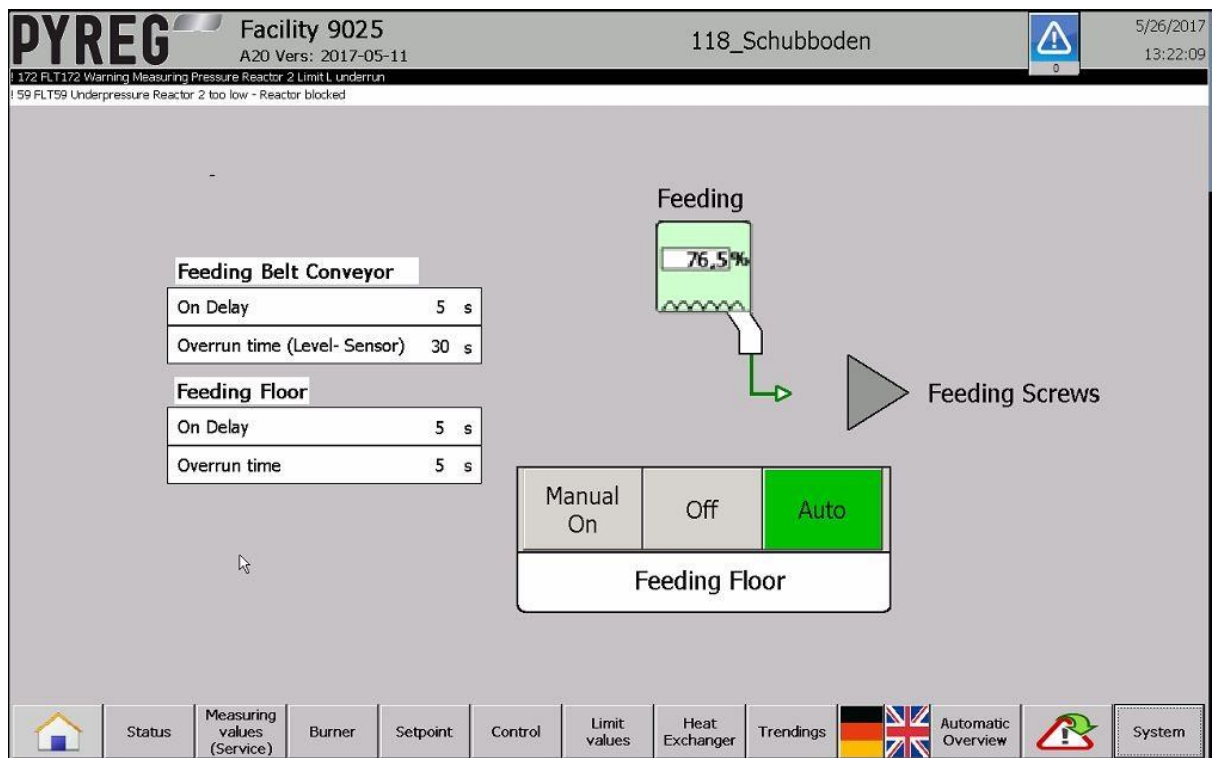 PYREG
Facility 9025
A20 Vers: 2017-05-11
118_Schubboden
0
5/26/2017
13:22:09
! 172 FLT172 Warning Measuring Pressure Reactor 2 Limit L underrun
! 59 FLT59 Underpressure Reactor 2 too low - Reactor blocked
-
Feeding
76,5%
Feeding Belt Conveyor
On Delay 5 s
Overrun time (Level- Sensor) 30 s
Feeding Floor
On Delay 5 s
Overrun time 5 s
Feeding Screws
Manual
On
Off
Auto
Feeding Floor
Status
Measuring
values
(Service)
Burner
Setpoint
Control
Limit
values
Heat
Exchanger
Trendings
Automatic
Overview
System